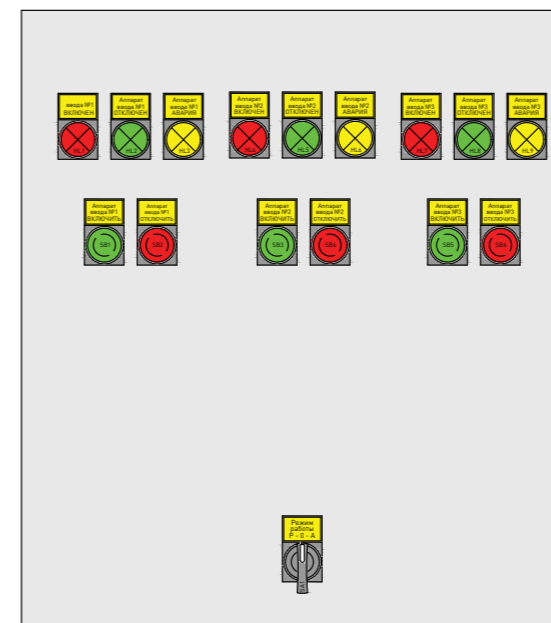 ввода №1
ВКЛЮЧЕН
Аппарат
ввода №1
ОТКЛЮЧЕН
Аппарат
ввода №1
АВАРИЯ
Аппарат
ввода №2
ВКЛЮЧЕН
Аппарат
ввода №2
ОТКЛЮЧЕН
Аппарат
ввода №2
АВАРИЯ
Аппарат
ввода №3
ВКЛЮЧЕН
Аппарат
ввода №3
ОТКЛЮЧЕН
Аппарат
ввода №3
АВАРИЯ
HL1
HL2
HL3
HL4
HL5
HL6
HL7
HL8
HL9
Аппарат
ввода №1
ВКЛЮЧИТЬ
Аппарат
ввода №1
ОТКЛЮЧИТЬ
Аппарат
ввода №2
ВКЛЮЧИТЬ
Аппарат
ввода №2
ОТКЛЮЧИТЬ
Аппарат
ввода №3
ВКЛЮЧИТЬ
Аппарат
ввода №3
ОТКЛЮЧИТЬ
SB1
SB2
SB3
SB4
SB5
SB6
Режим
работы
Р - 0 - А
SA1